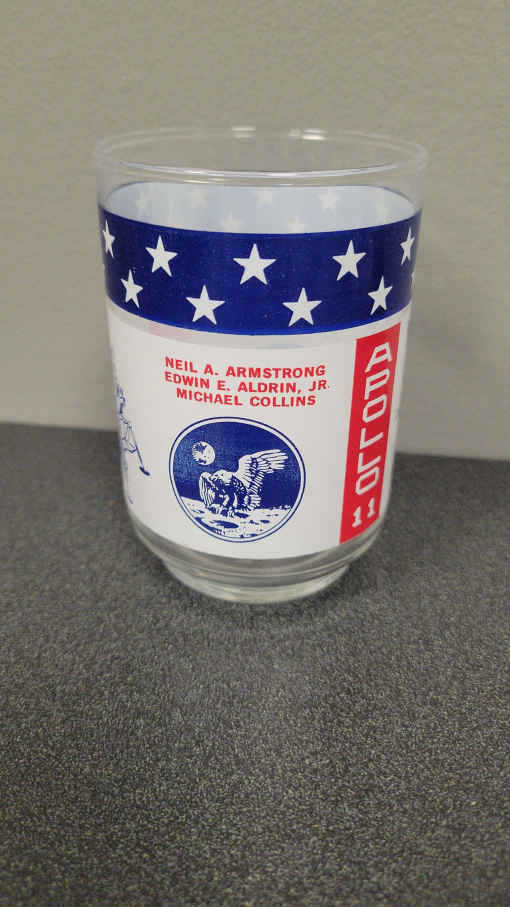 NEIL A. ARMSTRONG
EDWIN E. ALDRIN, JR.
MICHAEL COLLINS
APOLLO 11